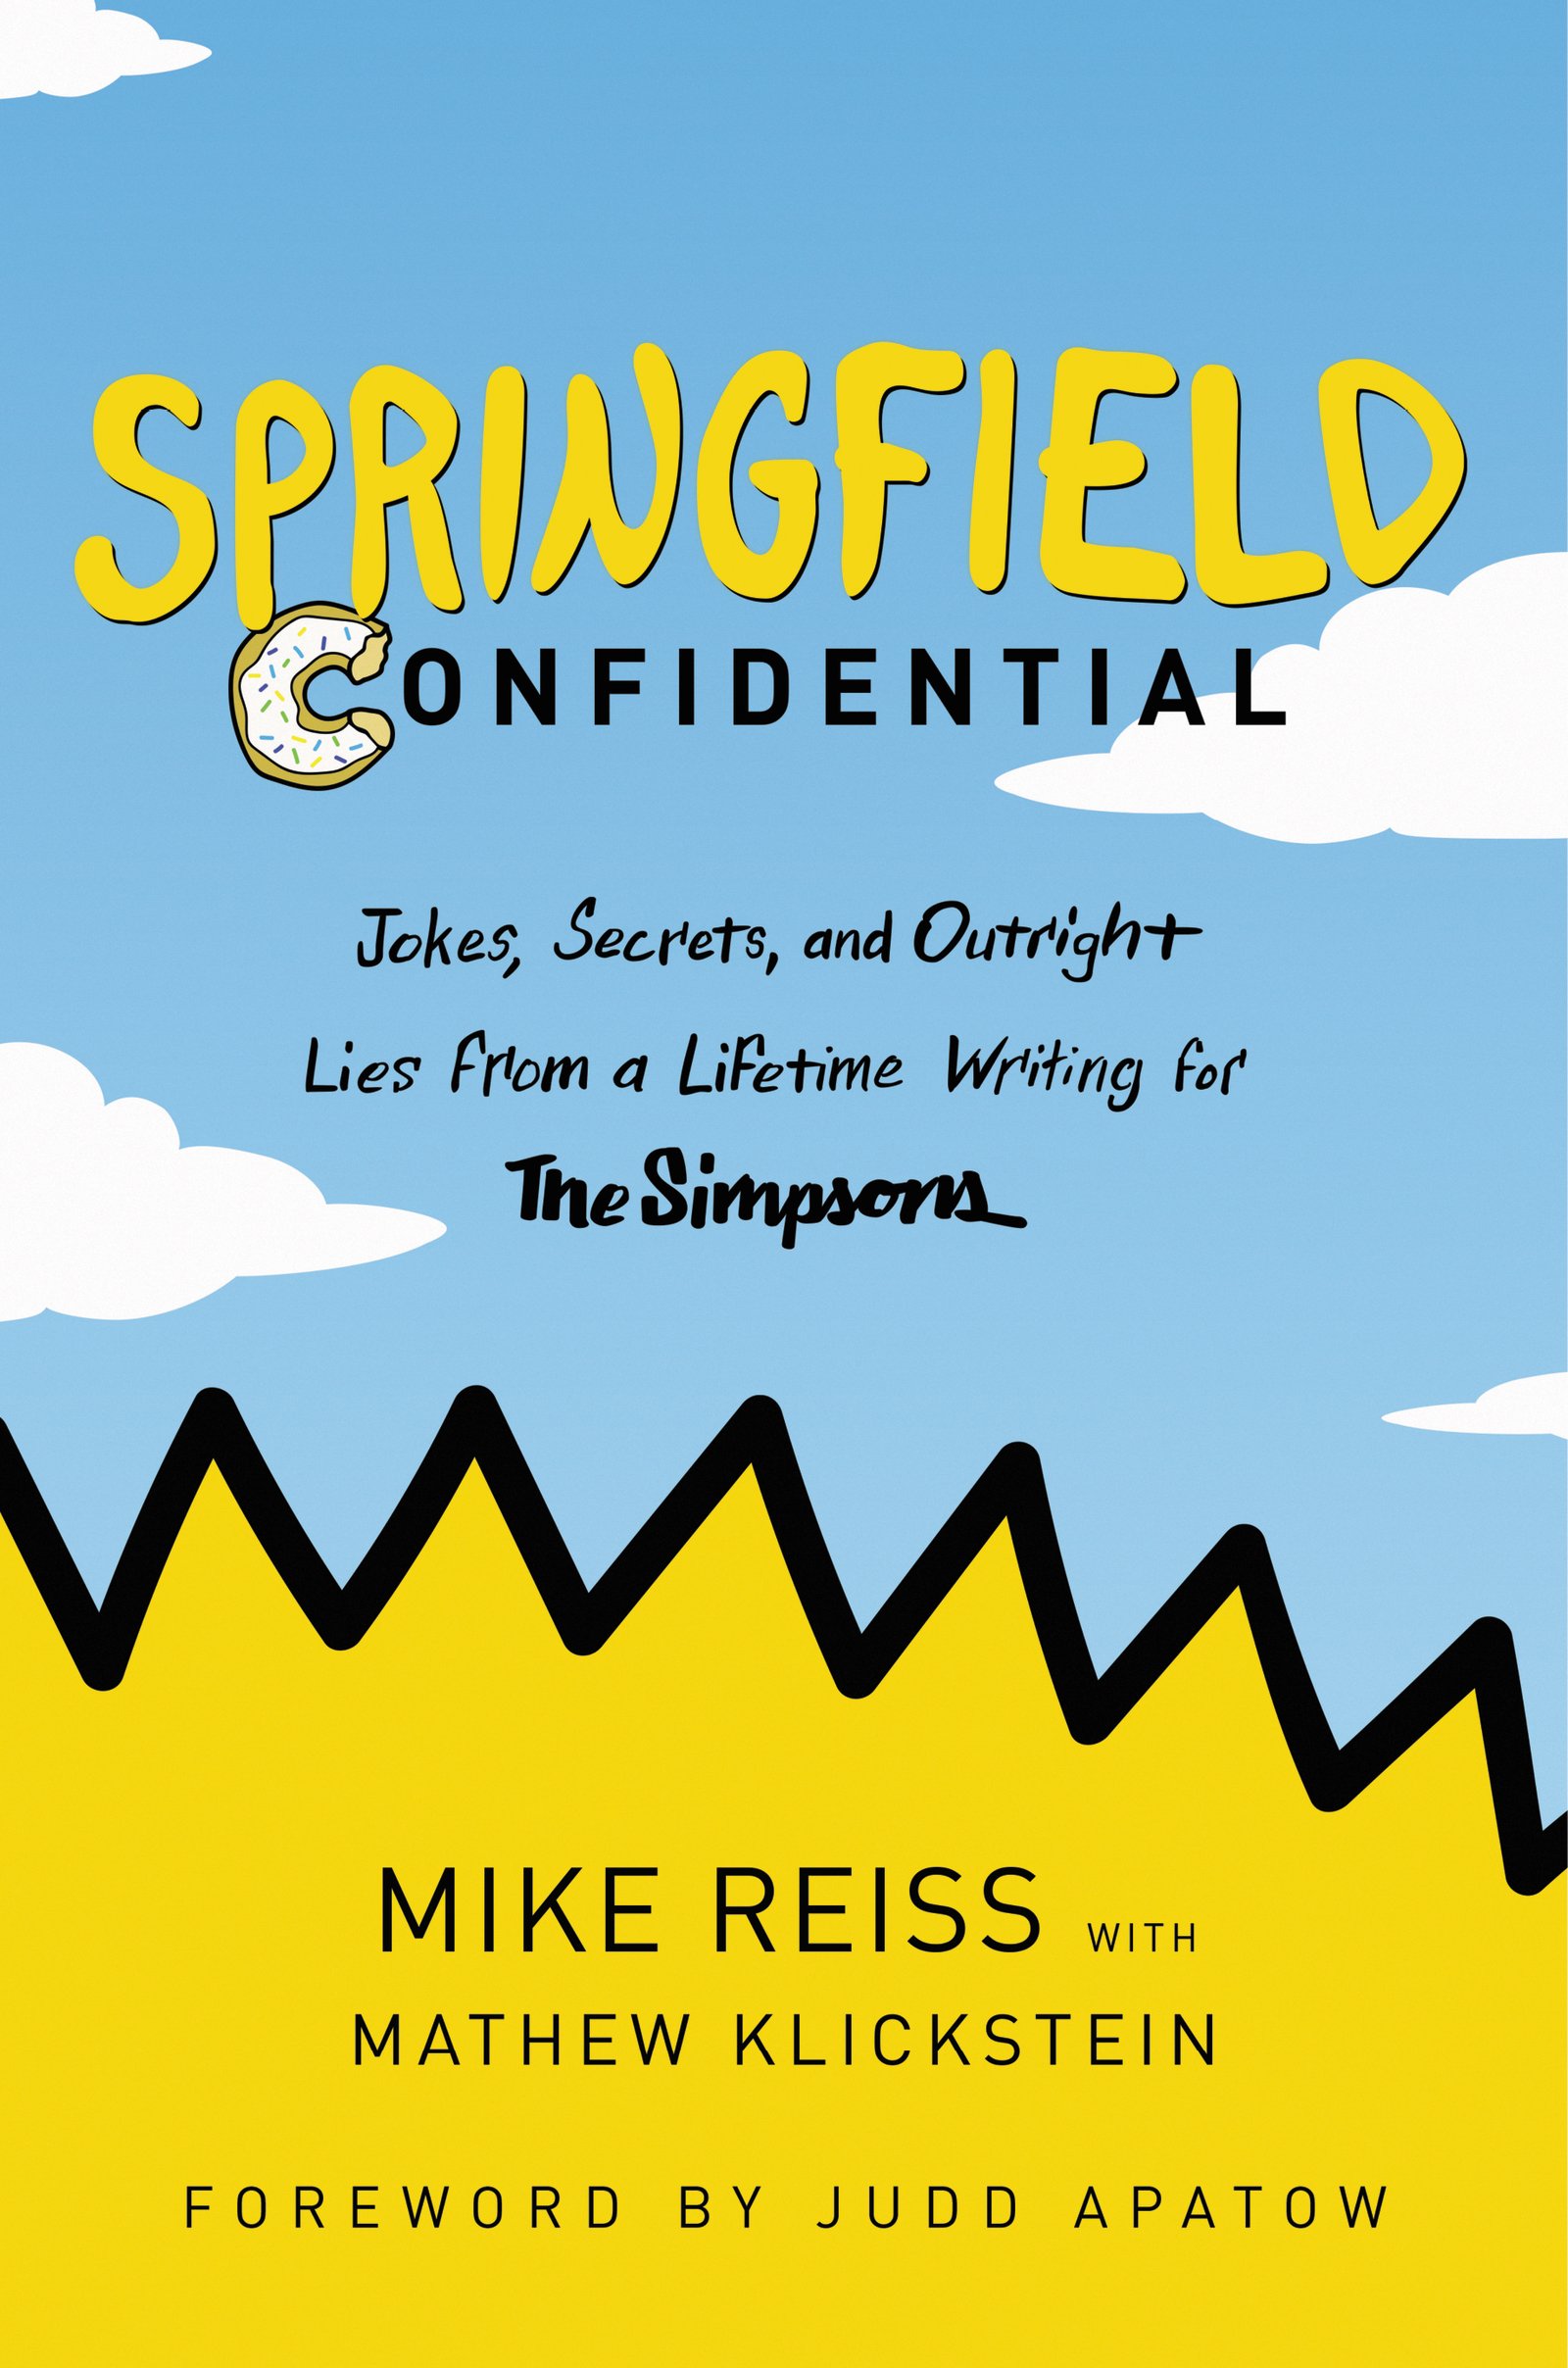 SPRINGFIELD
CONFIDENTIAL
Jokes, Secrets, and Outright
Lies from a Lifetime Writing for
The Simpsons
MIKE REISS WITH
MATHEW KLICKSTEIN
FOREWORD BY JUDD APATOW